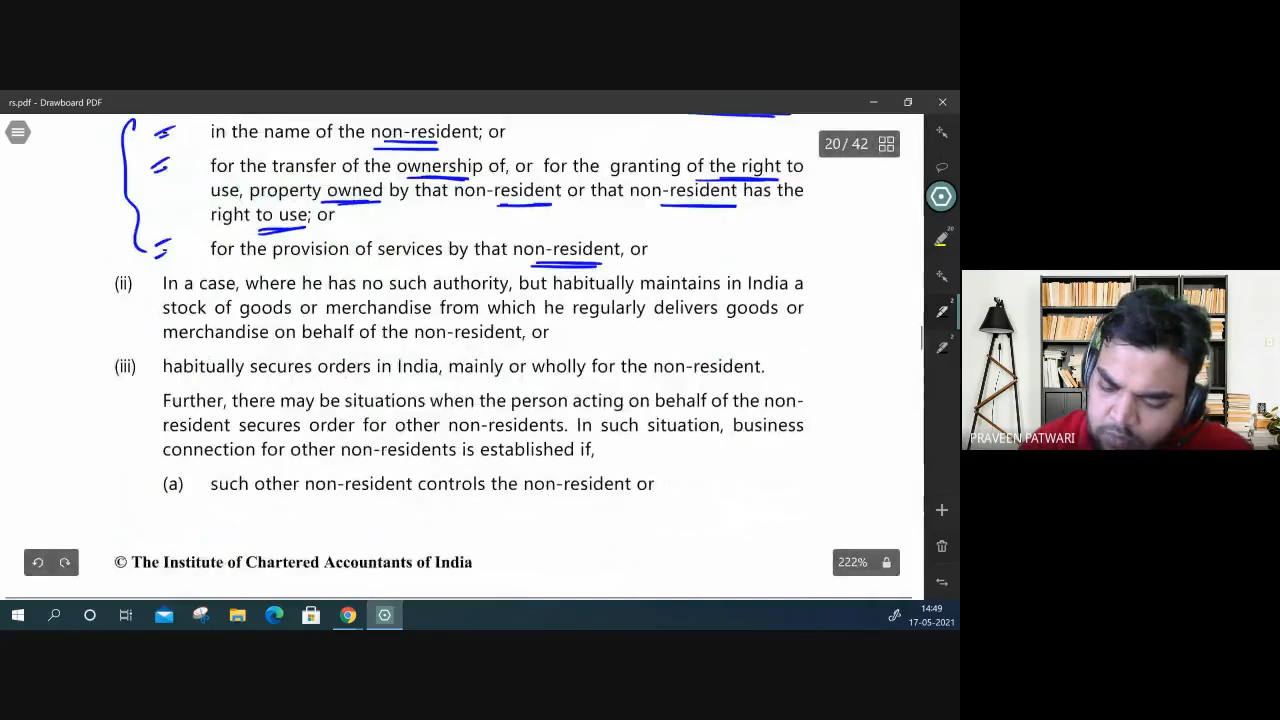 rs.pdf - Drawboard PDF
in the name of the non-resident; or
20 / 42
for the transfer of the ownership of, or for the granting of the right to
use, property owned by that non-resident or that non-resident has the
right to use; or
for the provision of services by that non-resident, or
(ii) In a case, where he has no such authority, but habitually maintains in India a
stock of goods or merchandise from which he regularly delivers goods or
merchandise on behalf of the non-resident, or
(iii) habitually secures orders in India, mainly or wholly for the non-resident.
Further, there may be situations when the person acting on behalf of the non-
resident secures order for other non-residents. In such situation, business
connection for other non-residents is established if,
(a) such other non-resident controls the non-resident or
© The Institute of Chartered Accountants of India
222%
20
2
2
PRAVEEN PATWARI
14:49
17-05-2021